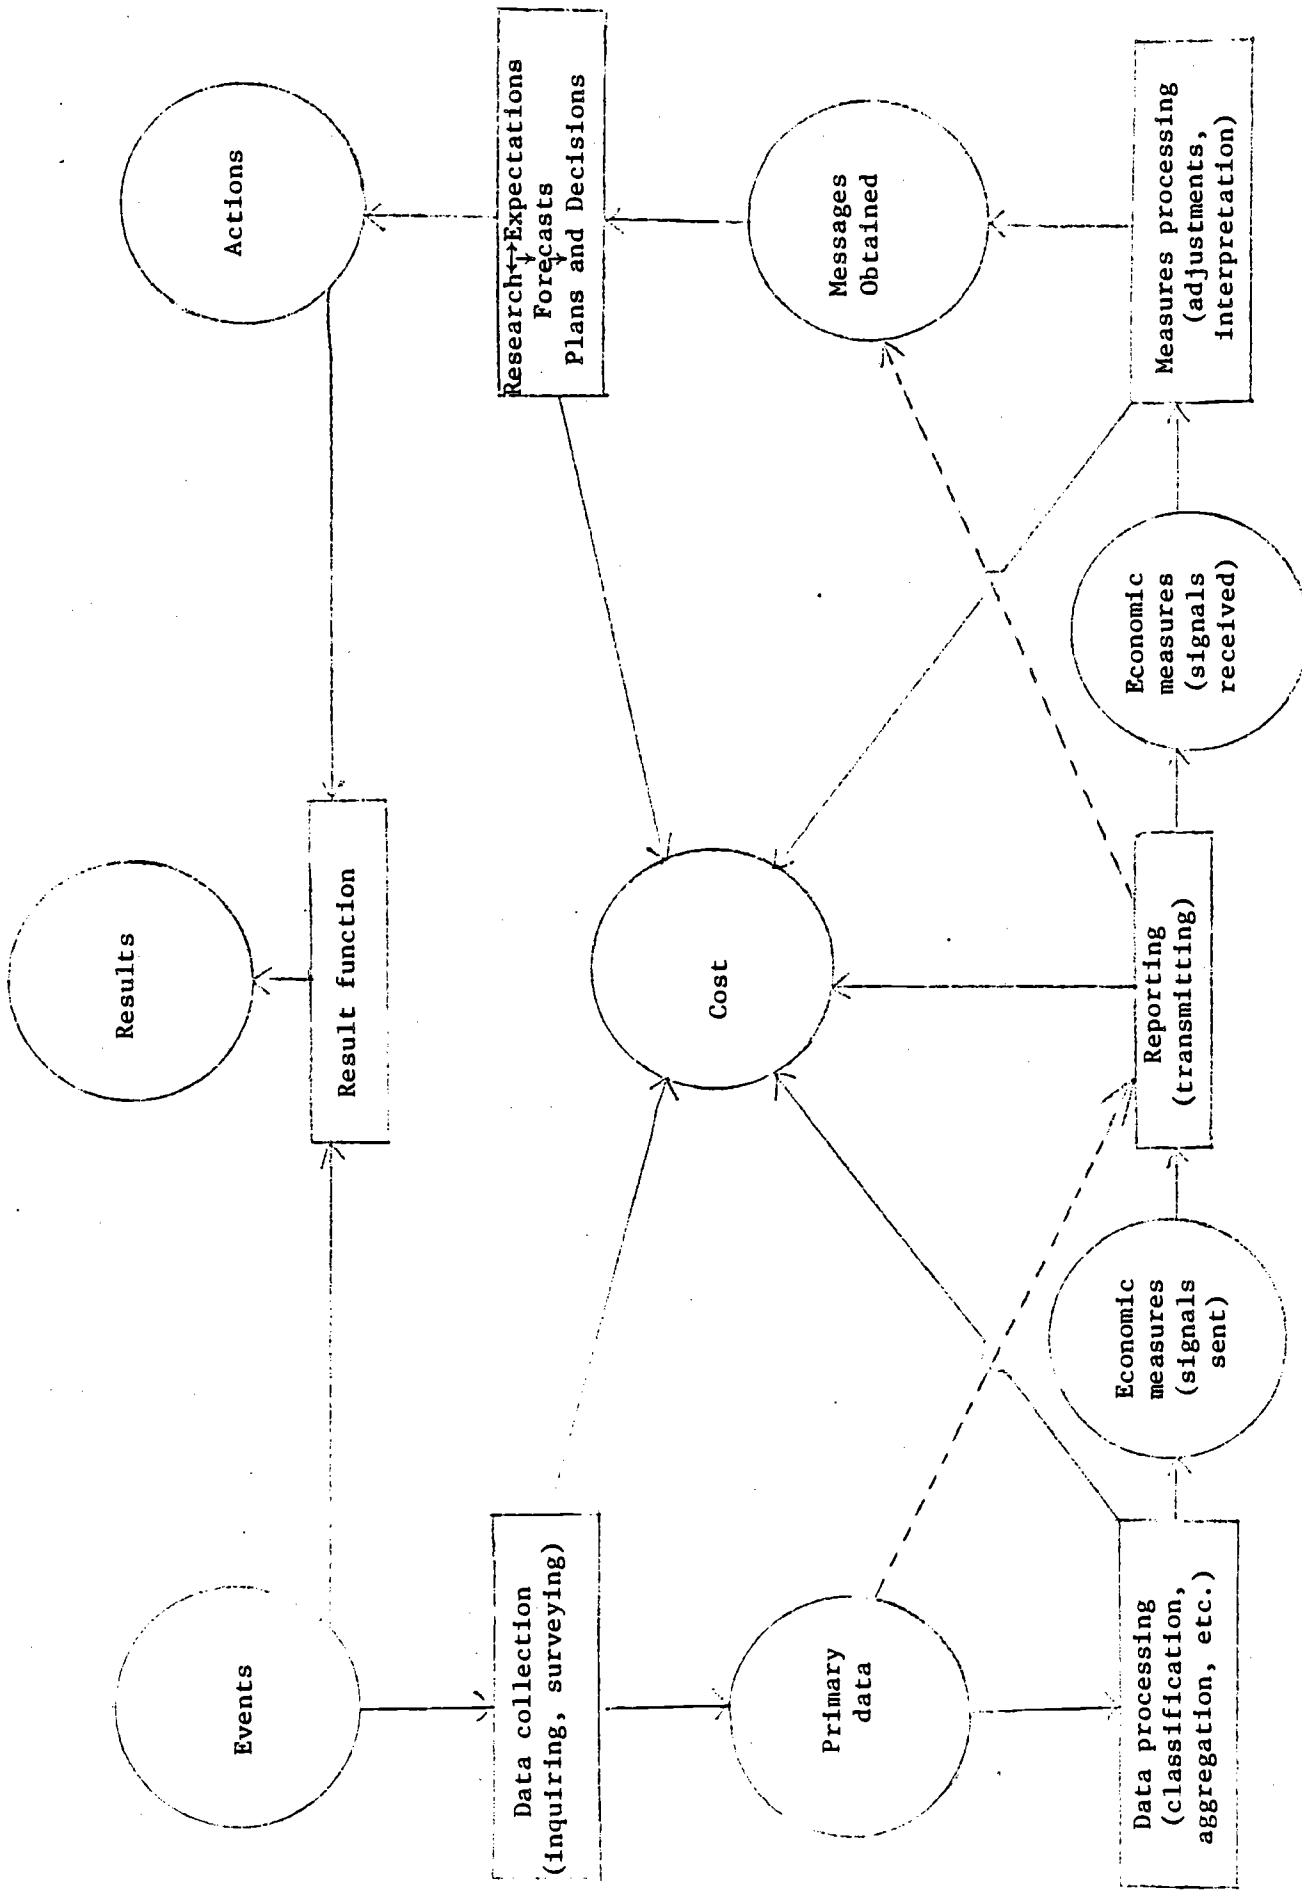 Results
Events
Result function
Actions
Data collection
(inquiring, surveying)
Research↔Expectations
Forecasts
Plans and Decisions
Cost
Primary
data
Messages
Obtained
Data processing
(classification,
aggregation, etc.)
Economic
measures
(signals
sent)
Reporting
(transmitting)
Economic
measures
(signals
received)
Measures processing
(adjustments,
interpretation)